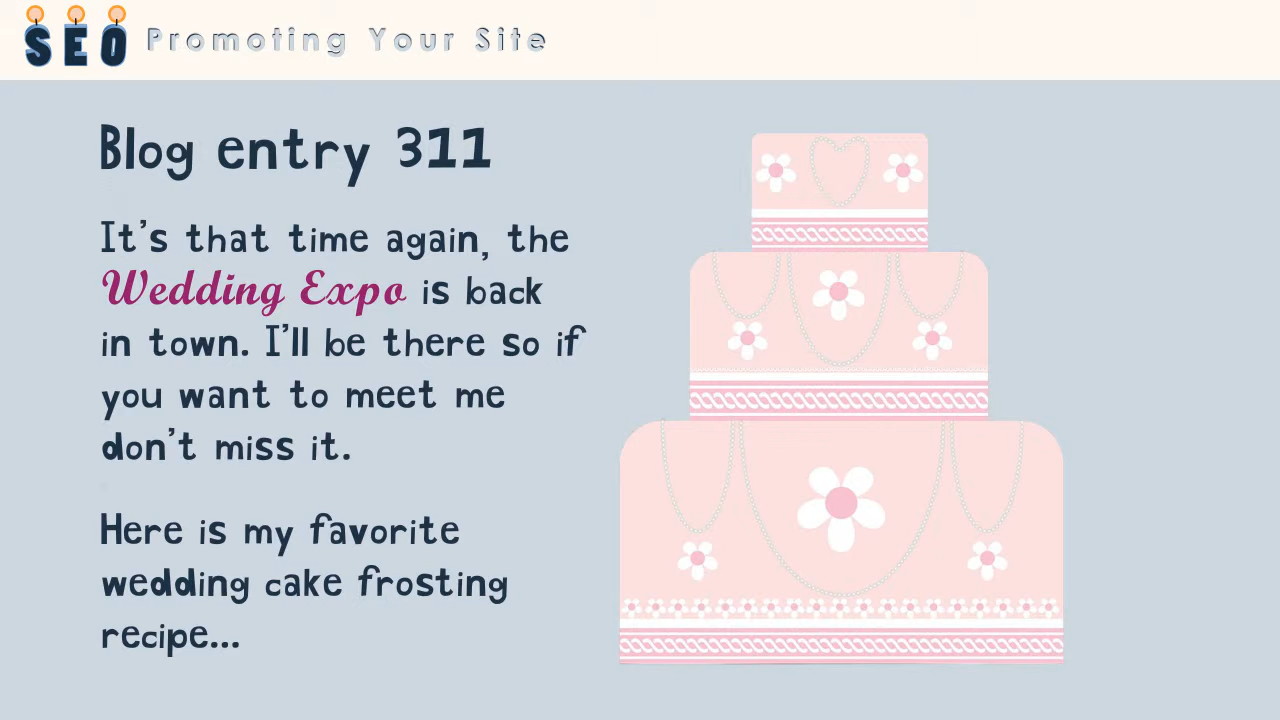 SEO Promoting Your Site
Blog entry 311
It's that time again, the
Wedding Expo is back
in town. I'll be there so if
you want to meet me
don't miss it.
Here is my favorite
wedding cake frosting
recipe...